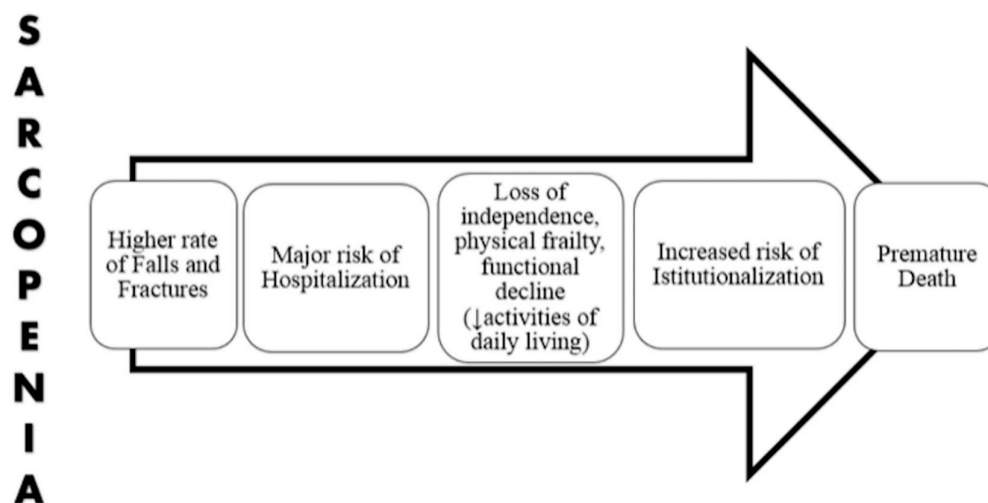 S
A
R
C
O
P
E
N
I
A
Higher rate
of Falls and
Fractures
Major risk of
Hospitalization
Loss of
independence,
physical frailty,
functional
decline
(↓activities of
daily living)
Increased risk of
Istitutionalization
Premature
Death